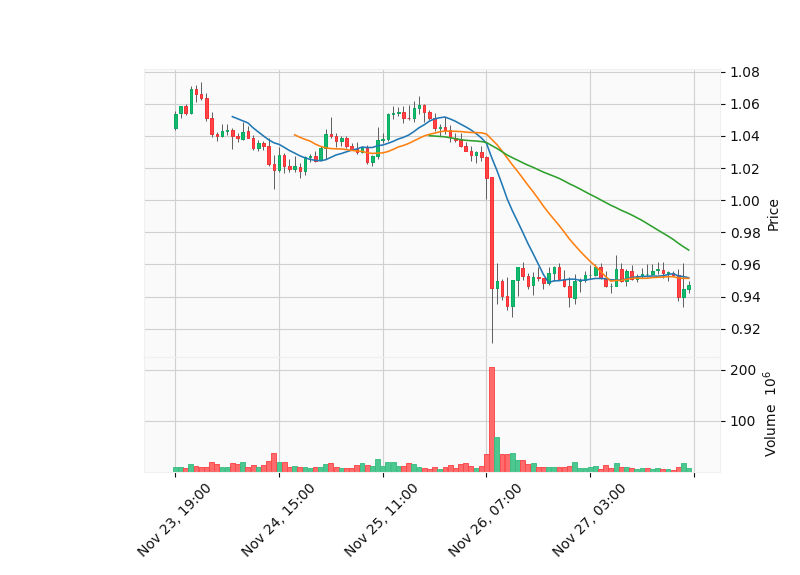 1.08
1.06
1.04
1.02
1.00
0.98
0.96
0.94
0.92
Price
200
100
Volume 10^6
Nov 23, 19:00
Nov 24, 15:00
Nov 25, 11:00
Nov 26, 07:00
Nov 27, 03:00